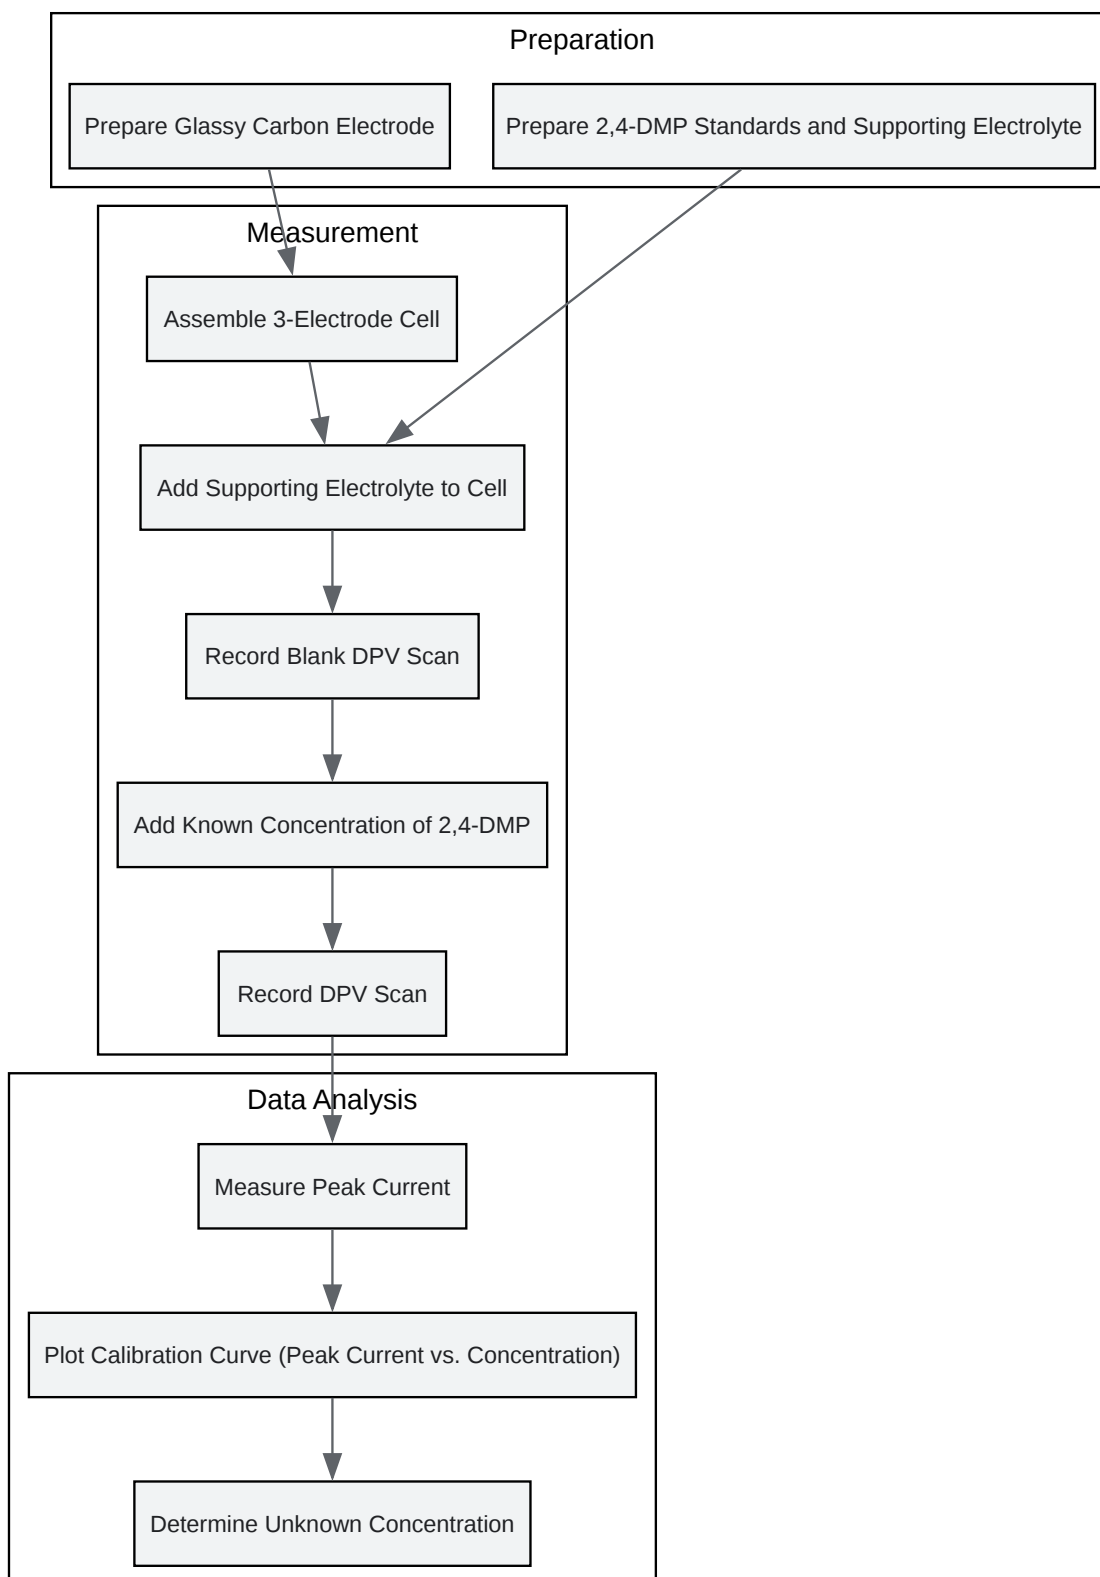 Preparation
Prepare Glassy Carbon Electrode
Prepare 2,4-DMP Standards and Supporting Electrolyte
Measurement
Assemble 3-Electrode Cell
Add Supporting Electrolyte to Cell
Record Blank DPV Scan
Add Known Concentration of 2,4-DMP
Record DPV Scan
Data Analysis
Measure Peak Current
Plot Calibration Curve (Peak Current vs. Concentration)
Determine Unknown Concentration